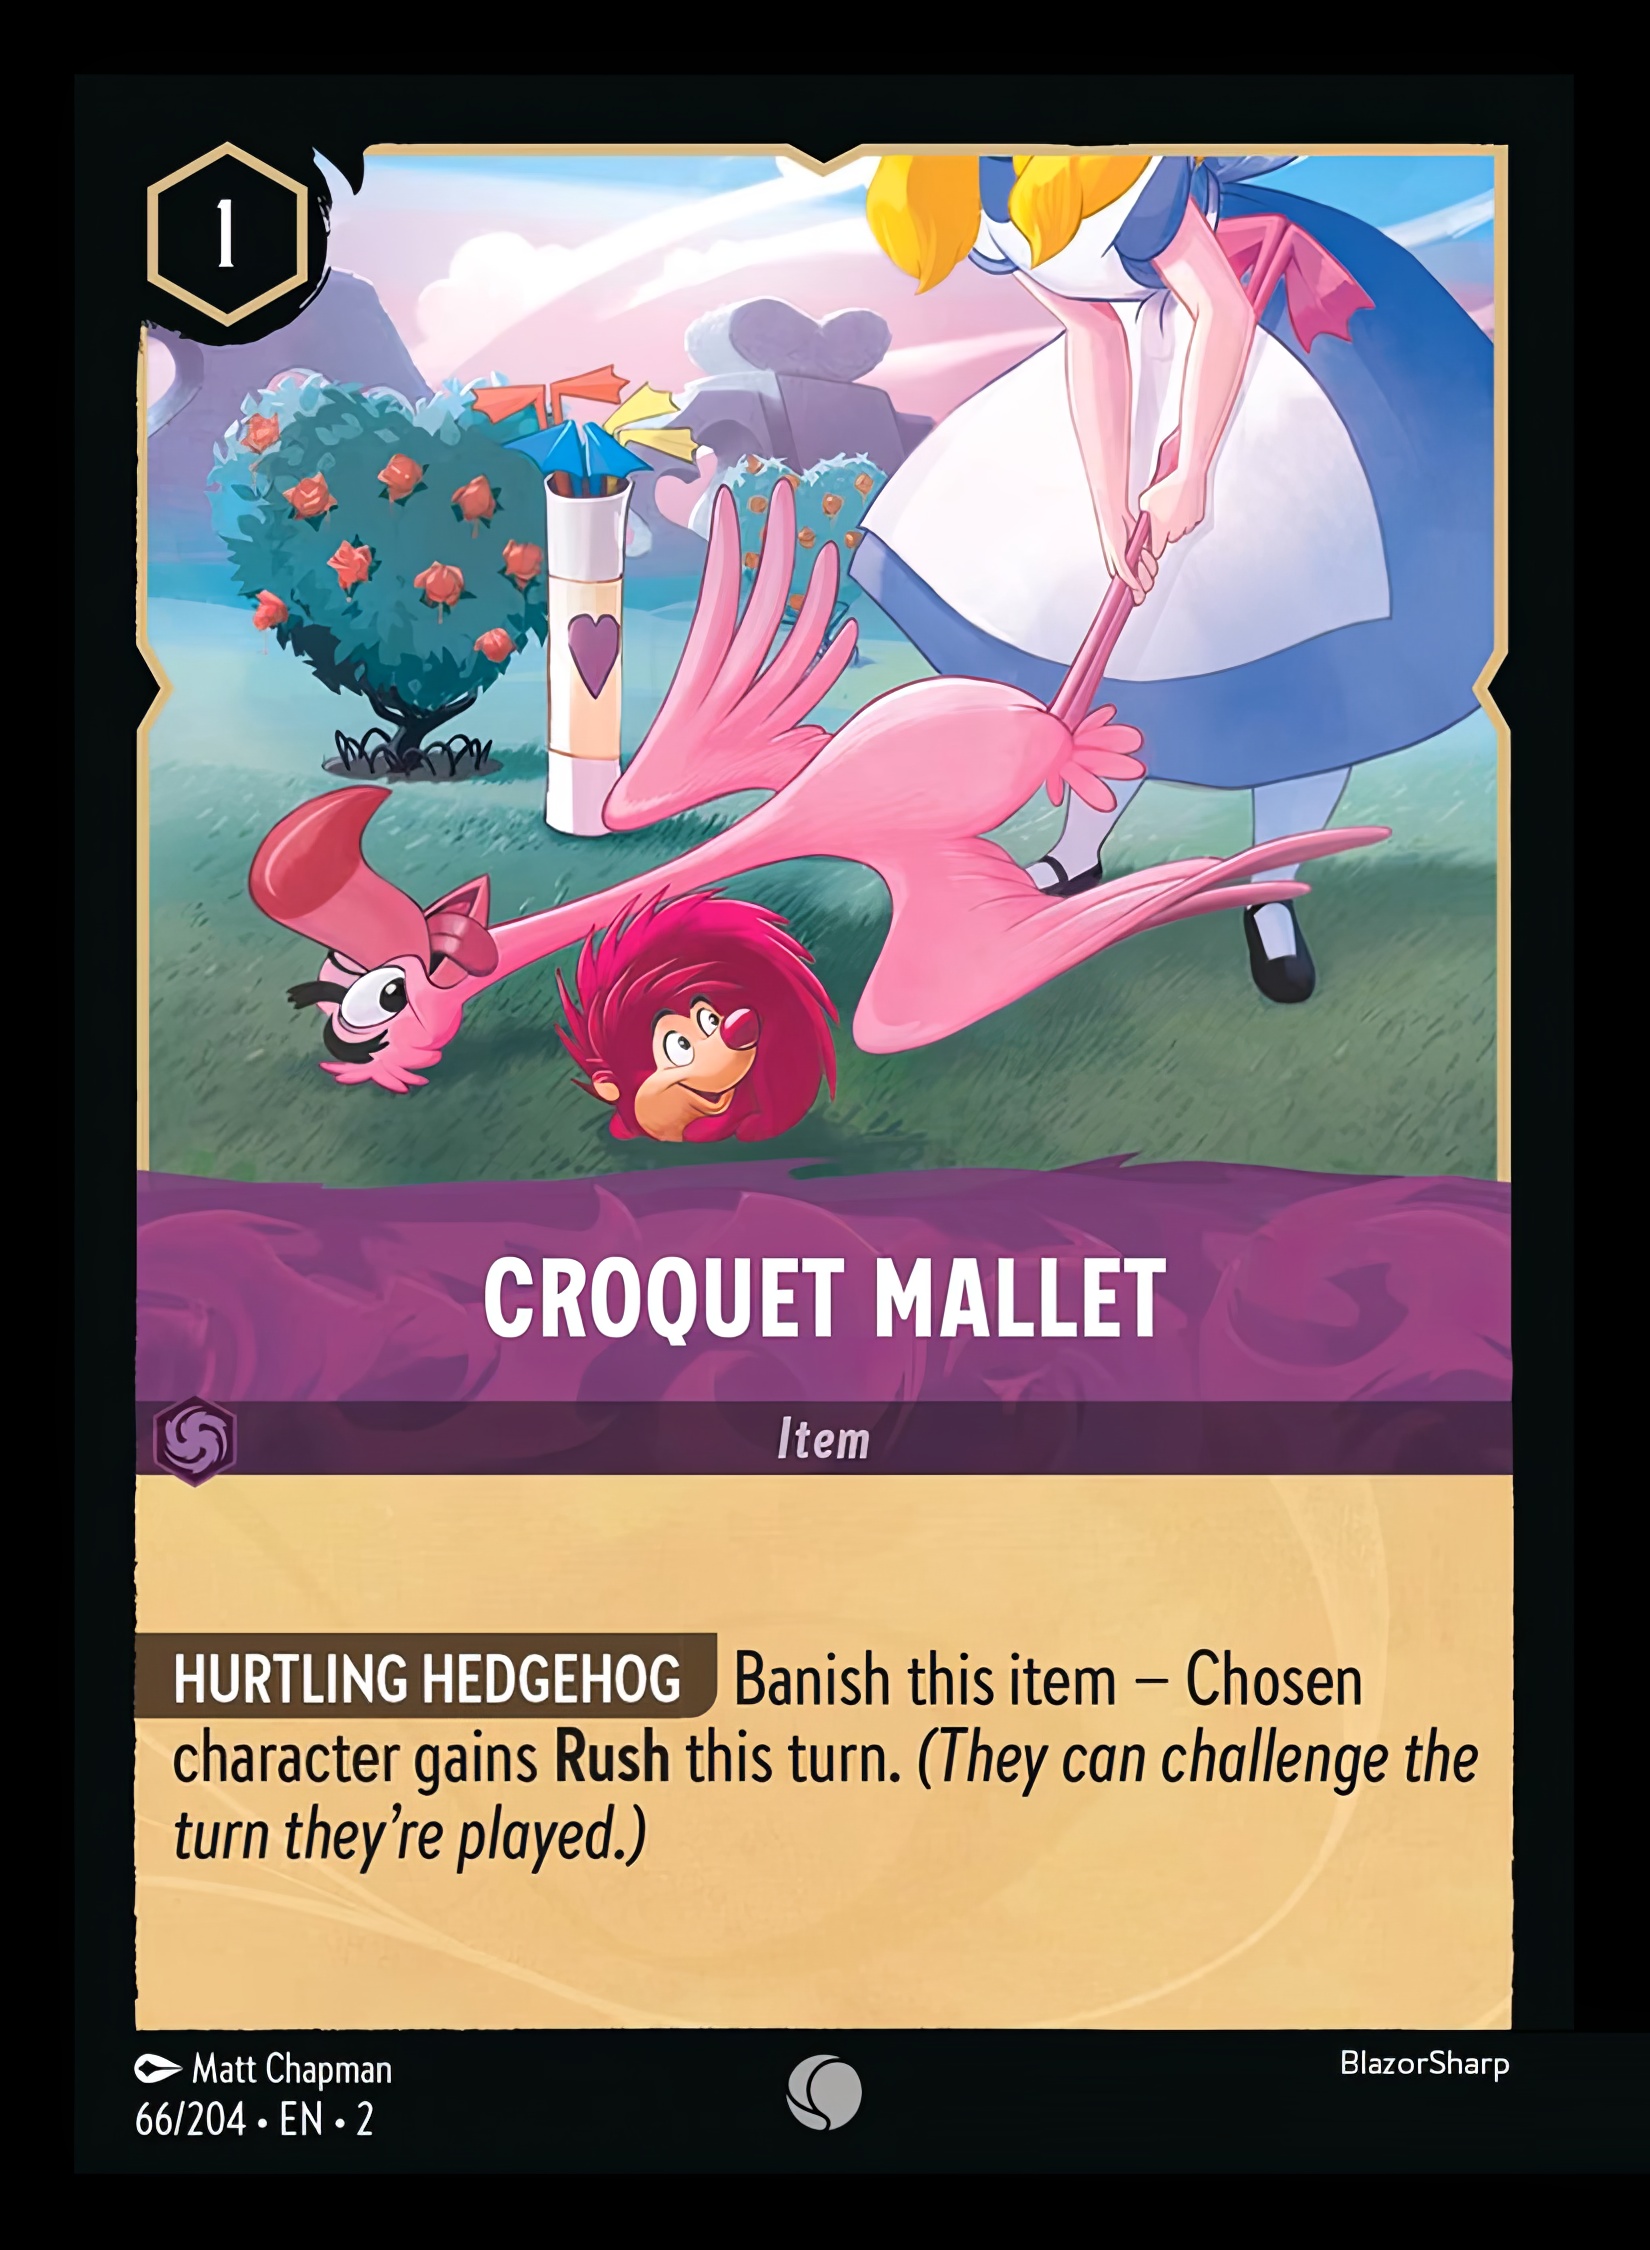 1
CROQUET MALLET
Item
HURTLING HEDGEHOG Banish this item – Chosen
character gains Rush this turn. (They can challenge the
turn they're played.)
Matt Chapman
BlazorSharp
66/204 • EN • 2